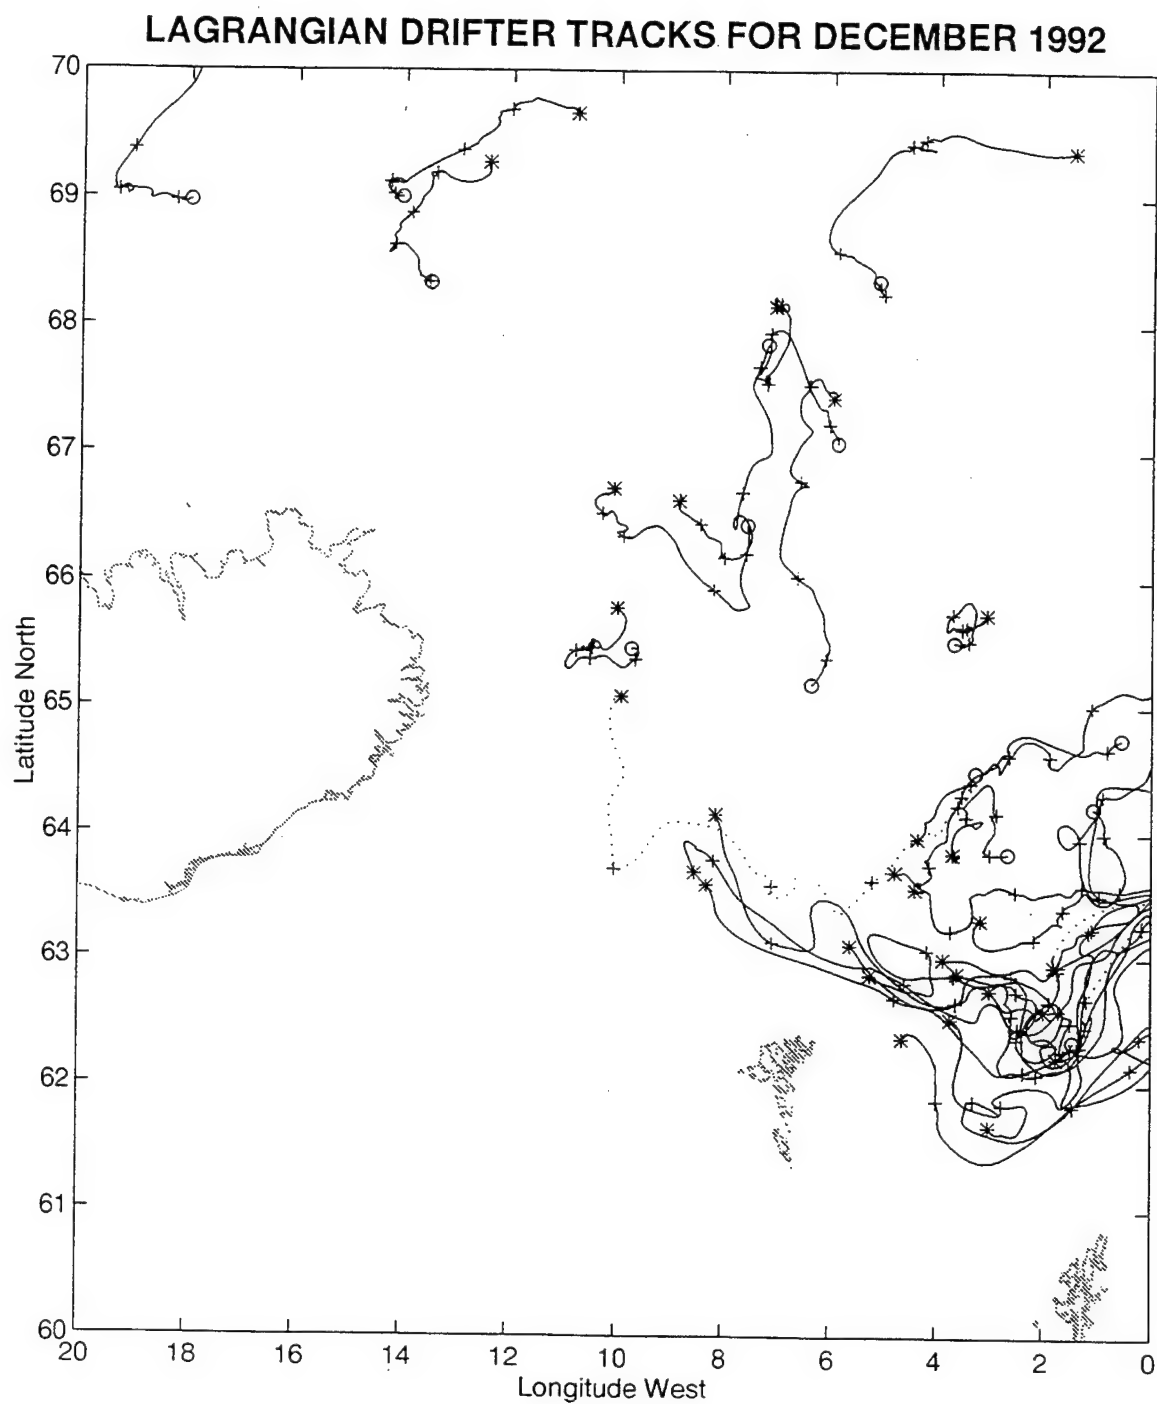 LAGRANGIAN DRIFTER TRACKS FOR DECEMBER 1992
70
69
68
67
66
65
64
63
62
61
60
Latitude North
20 18 16 14 12 10 8 6 4 2 0
Longitude West